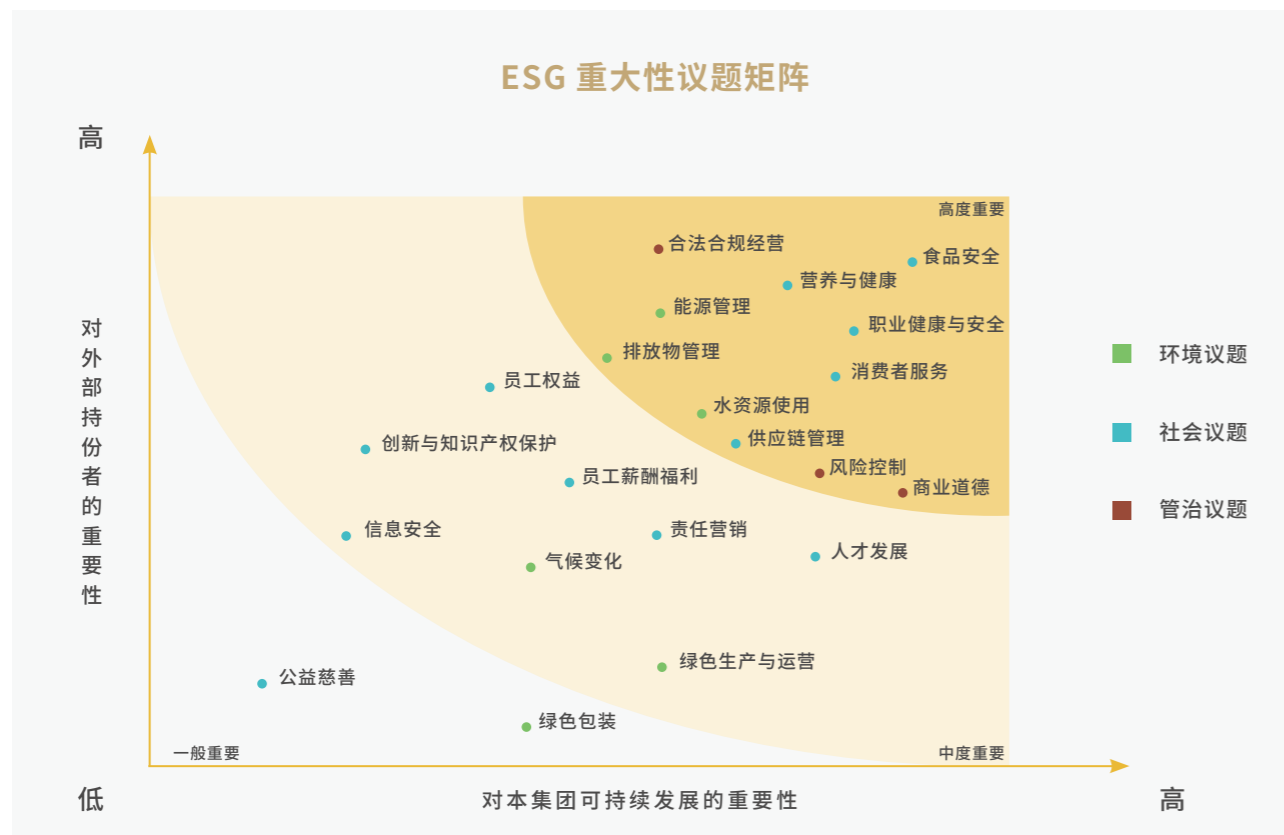 ESG 重大性议题矩阵
高
高度重要
合法合规经营
食品安全
营养与健康
能源管理
职业健康与安全
排放物管理
消费者服务
员工权益
水资源使用
供应链管理
创新与知识产权保护
风险控制
员工薪酬福利
商业道德
信息安全
责任营销
气候变化
人才发展
绿色生产与运营
公益慈善
绿色包装
一般重要
中度重要
对外部持份者的重要性
环境议题
社会议题
管治议题
低
对本集团可持续发展的重要性
高